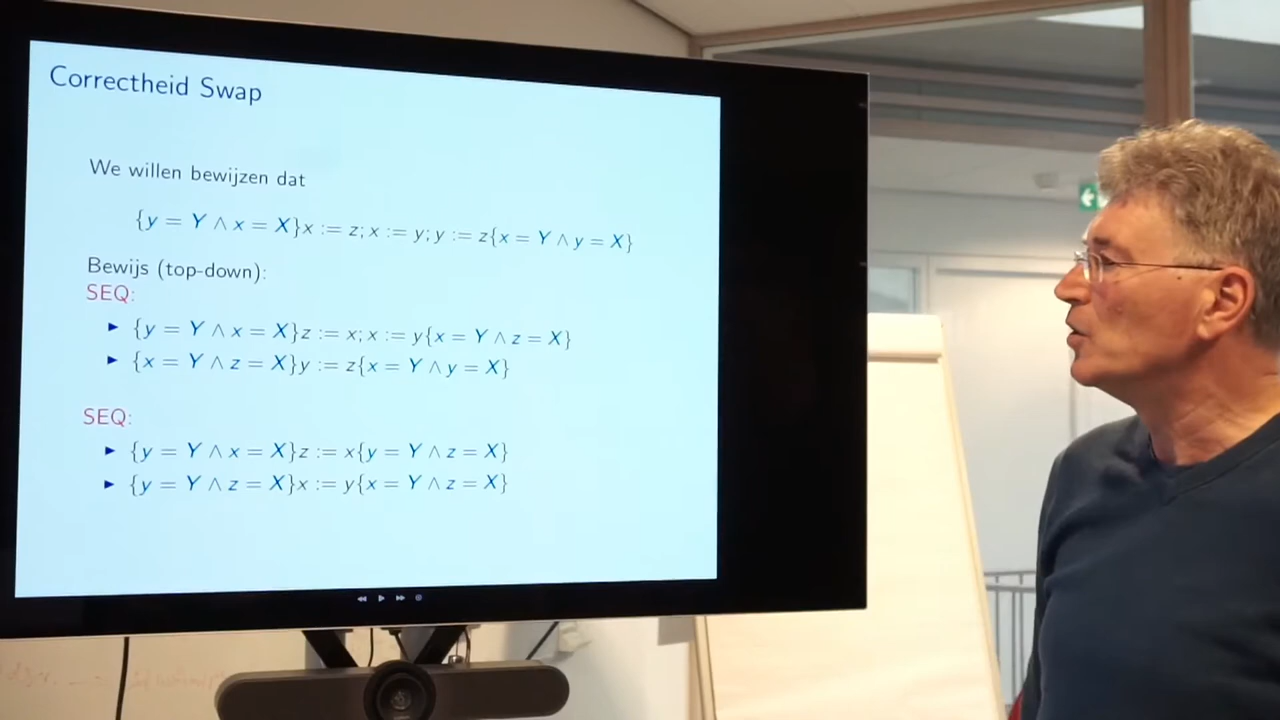 Correctheid Swap
We willen bewijzen dat
{y = Y ∧ x = X}x := z; x := y; y := z{x = Y ∧ y = X}
Bewijs (top-down):
SEQ:
▶ {y = Y ∧ x = X}z := x; x := y{x = Y ∧ z = X}
▶ {x = Y ∧ z = X}y := z{x = Y ∧ y = X}
SEQ:
▶ {y = Y ∧ x = X}z := x{y = Y ∧ z = X}
▶ {y = Y ∧ z = X}x := y{x = Y ∧ z = X}